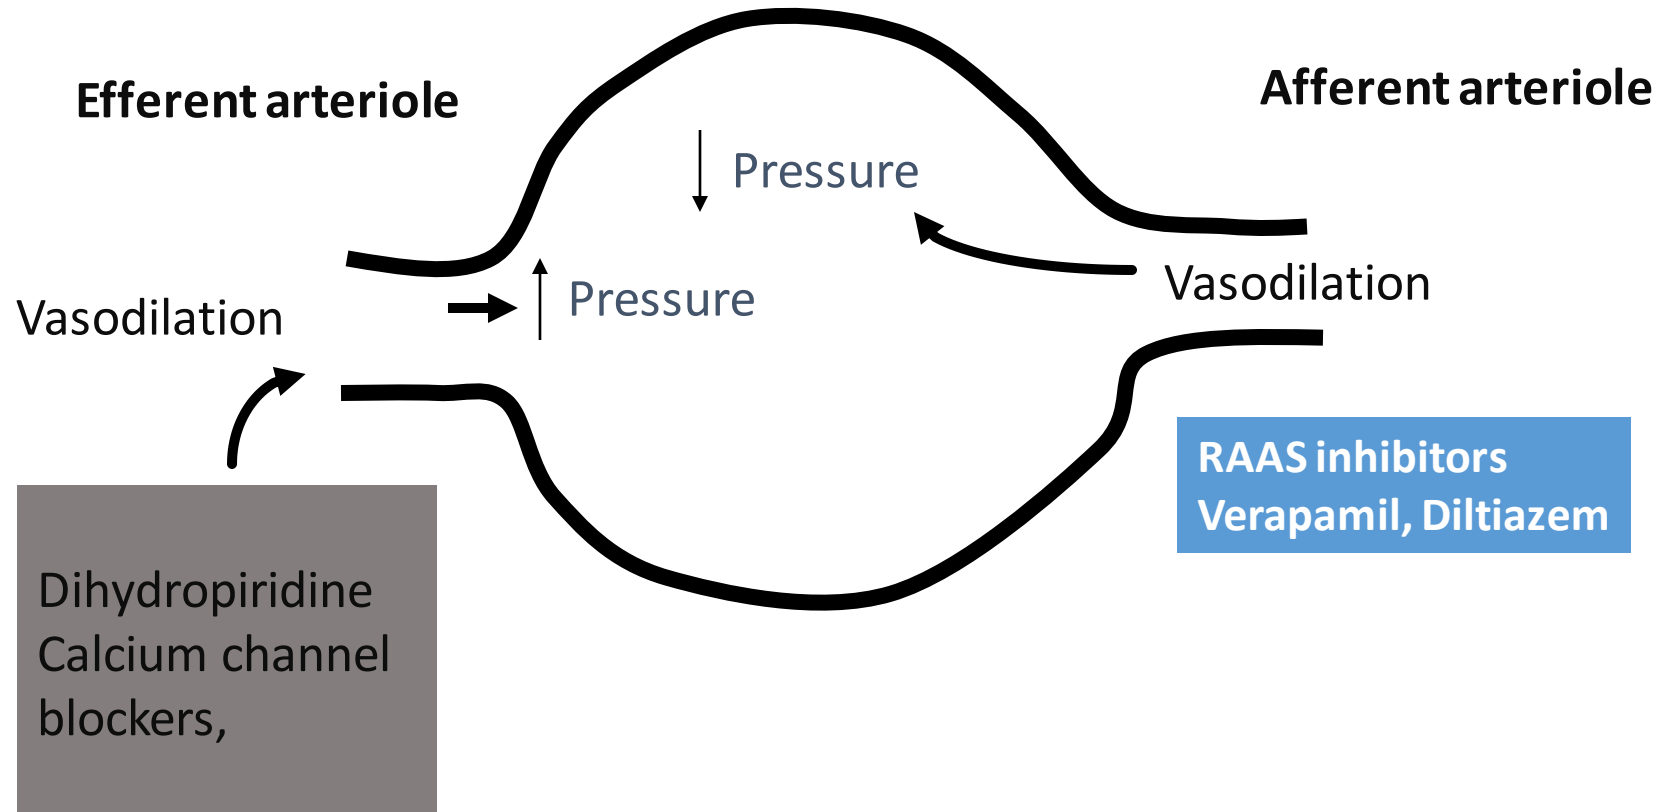 Efferent arteriole
Afferent arteriole
Pressure
Pressure
Vasodilation
Vasodilation
RAAS inhibitors
Verapamil, Diltiazem
Dihydropiridine
Calcium channel
blockers,